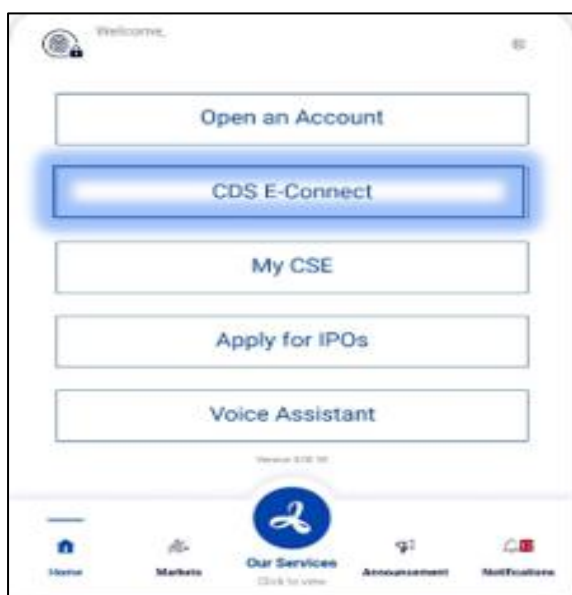 Welcome,
Open an Account
CDS E-Connect
My CSE
Apply for IPOs
Voice Assistant
Version
Home
Markets
Our Services
Click to view
Announcement
Notifications